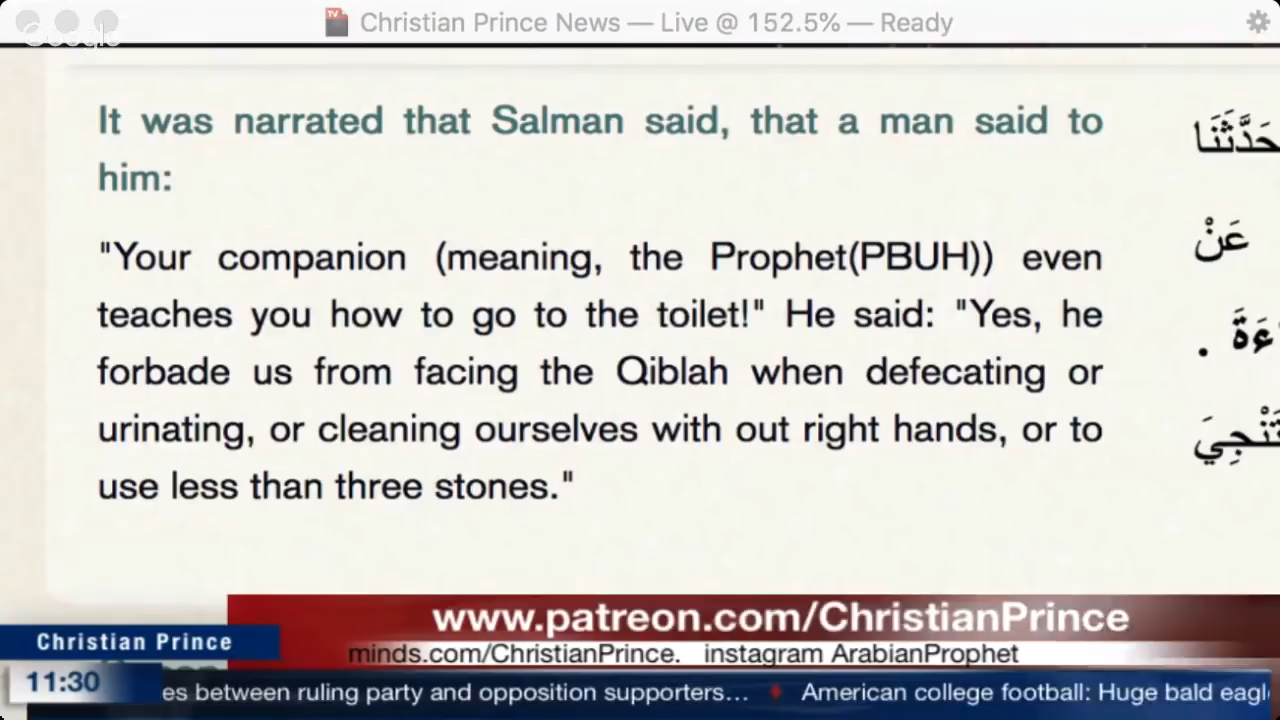 Christian Prince News — Live @ 152.5% — Ready
Google
It was narrated that Salman said, that a man said to
him:
"Your companion (meaning, the Prophet(PBUH)) even
teaches you how to go to the toilet!" He said: "Yes, he
forbade us from facing the Qiblah when defecating or
urinating, or cleaning ourselves with out right hands, or to
use less than three stones."
حَدَّثَنَا
عَنْ
www.patreon.com/ChristianPrince
Christian Prince
minds.com/ChristianPrince. instagram ArabianProphet
11:30
es between ruling party and opposition supporters... ♦ American college football: Huge bald eagl